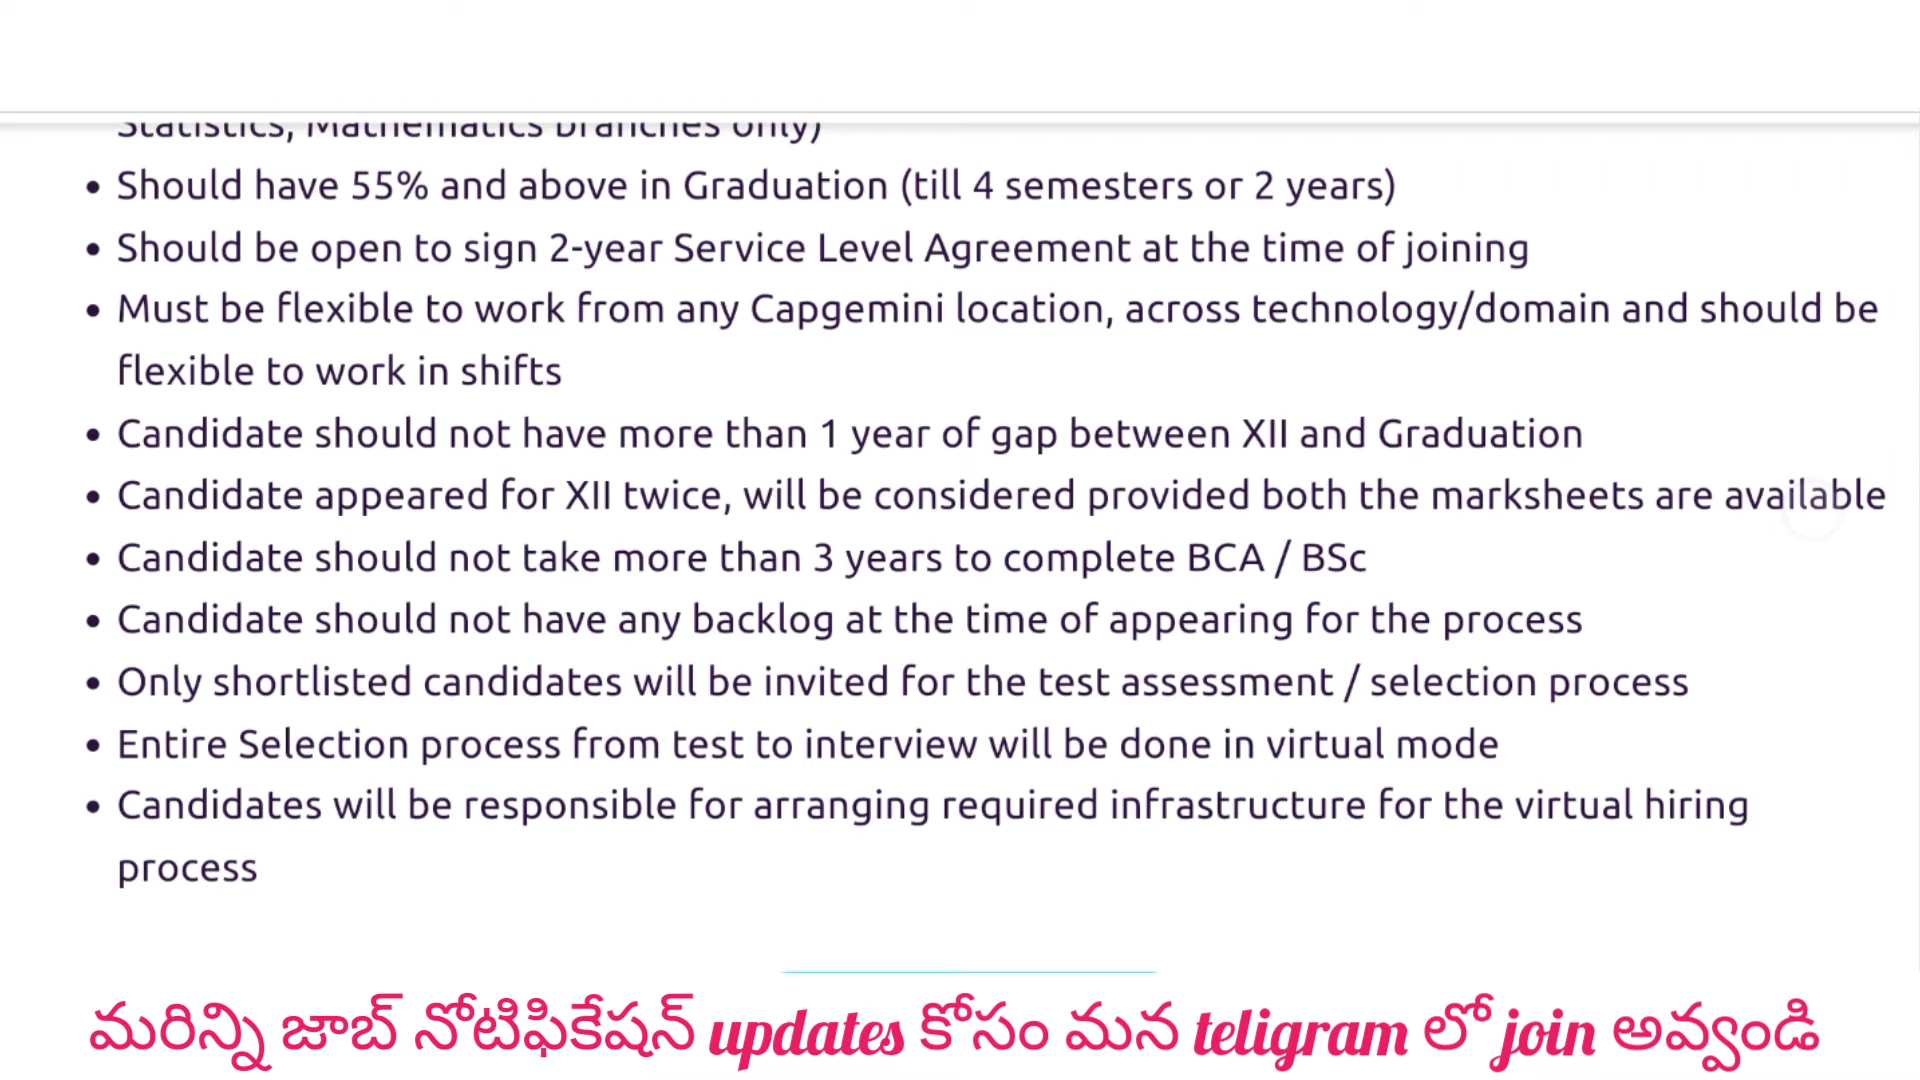 Statistics, Mathematics branches only)
• Should have 55% and above in Graduation (till 4 semesters or 2 years)
• Should be open to sign 2-year Service Level Agreement at the time of joining
• Must be flexible to work from any Capgemini location, across technology/domain and should be
flexible to work in shifts
• Candidate should not have more than 1 year of gap between XII and Graduation
• Candidate appeared for XII twice, will be considered provided both the marksheets are available
• Candidate should not take more than 3 years to complete BCA / BSc
• Candidate should not have any backlog at the time of appearing for the process
• Only shortlisted candidates will be invited for the test assessment / selection process
• Entire Selection process from test to interview will be done in virtual mode
• Candidates will be responsible for arranging required infrastructure for the virtual hiring
process
మరిన్ని జాబ్ నోటిఫికేషన్ updates కోసం మన teligram లో join అవ్వండి